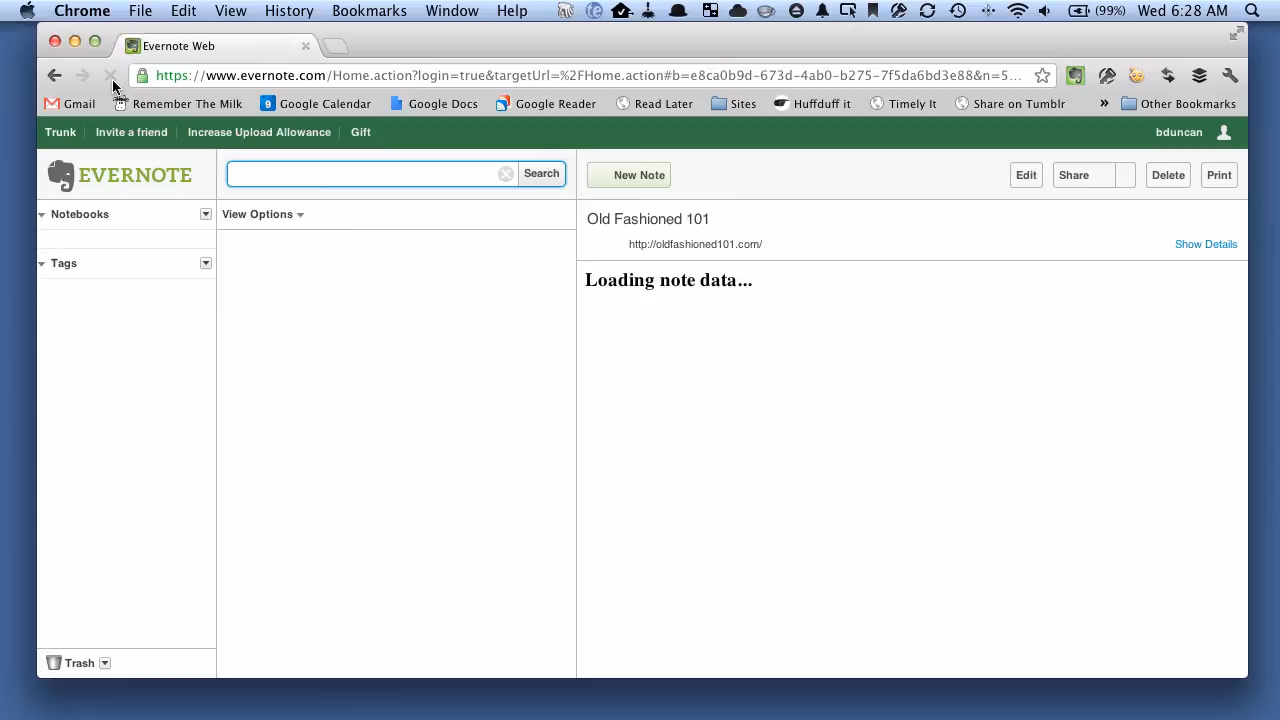 Chrome File Edit View History Bookmarks Window Help (99%) Wed 6:28 AM
Evernote Web
https://www.evernote.com/Home.action?login=true&targetUrl=%2FHome.action#b=e8ca0b9d-673d-4ab0-b275-7f5da6bd3e88&n=5...
Gmail Remember The Milk 9 Google Calendar Google Docs Google Reader Read Later Sites Huffduff it Timely It Share on Tumblr » Other Bookmarks
Trunk Invite a friend Increase Upload Allowance Gift bduncan
EVERNOTE Search New Note Edit Share Delete Print
Notebooks View Options Old Fashioned 101
http://oldfashioned101.com/ Show Details
Tags
Loading note data...
Trash